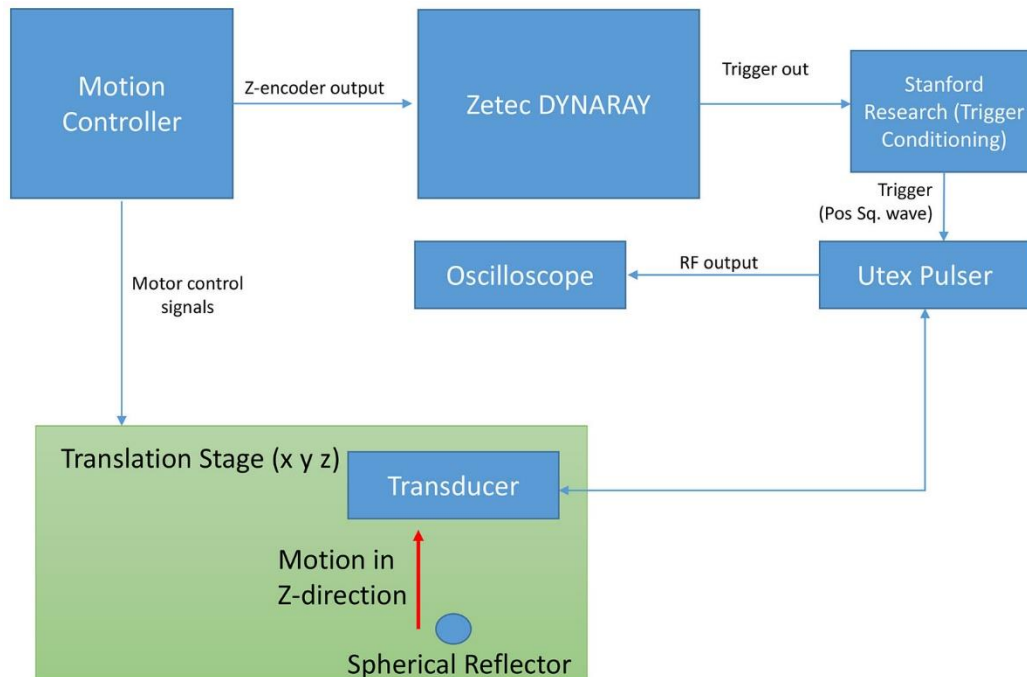 Motion
Controller
Z-encoder output
Zetec DYNARAY
Trigger out
Stanford
Research (Trigger
Conditioning)
Trigger
(Pos Sq. wave)
Oscilloscope
RF output
Utex Pulser
Motor control
signals
Translation Stage (x y z)
Transducer
Motion in
Z-direction
Spherical Reflector